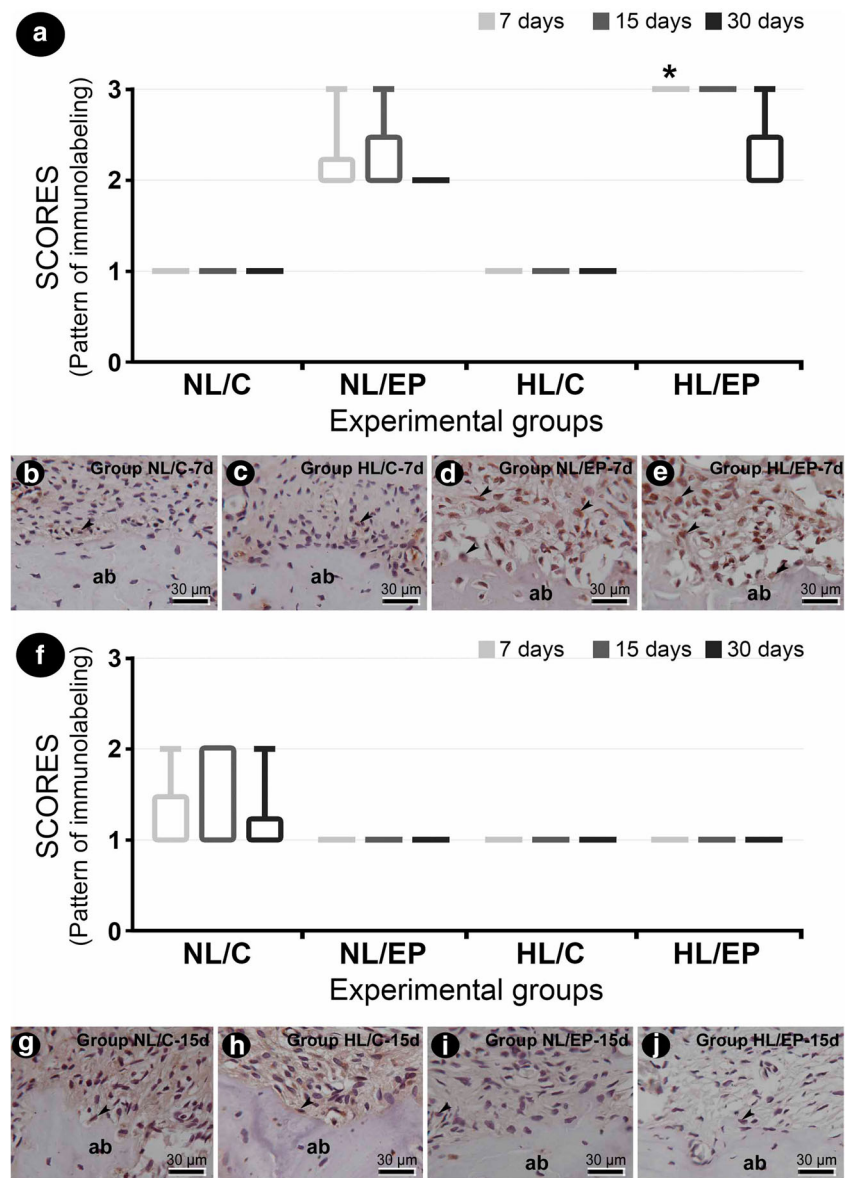 a
7 days 15 days 30 days
*
SCORES
(Pattern of immunolabeling)
3
2
1
0
NL/C NL/EP HL/C HL/EP
Experimental groups
b Group NL/C-7d
ab
30 µm
c Group HL/C-7d
ab
30 µm
d Group NL/EP-7d
ab
30 µm
e Group HL/EP-7d
ab
30 µm
f
7 days 15 days 30 days
SCORES
(Pattern of immunolabeling)
3
2
1
0
NL/C NL/EP HL/C HL/EP
Experimental groups
g Group NL/C-15d
ab
30 µm
h Group HL/C-15d
ab
30 µm
i Group NL/EP-15d
ab
30 µm
j Group HL/EP-15d
ab
30 µm